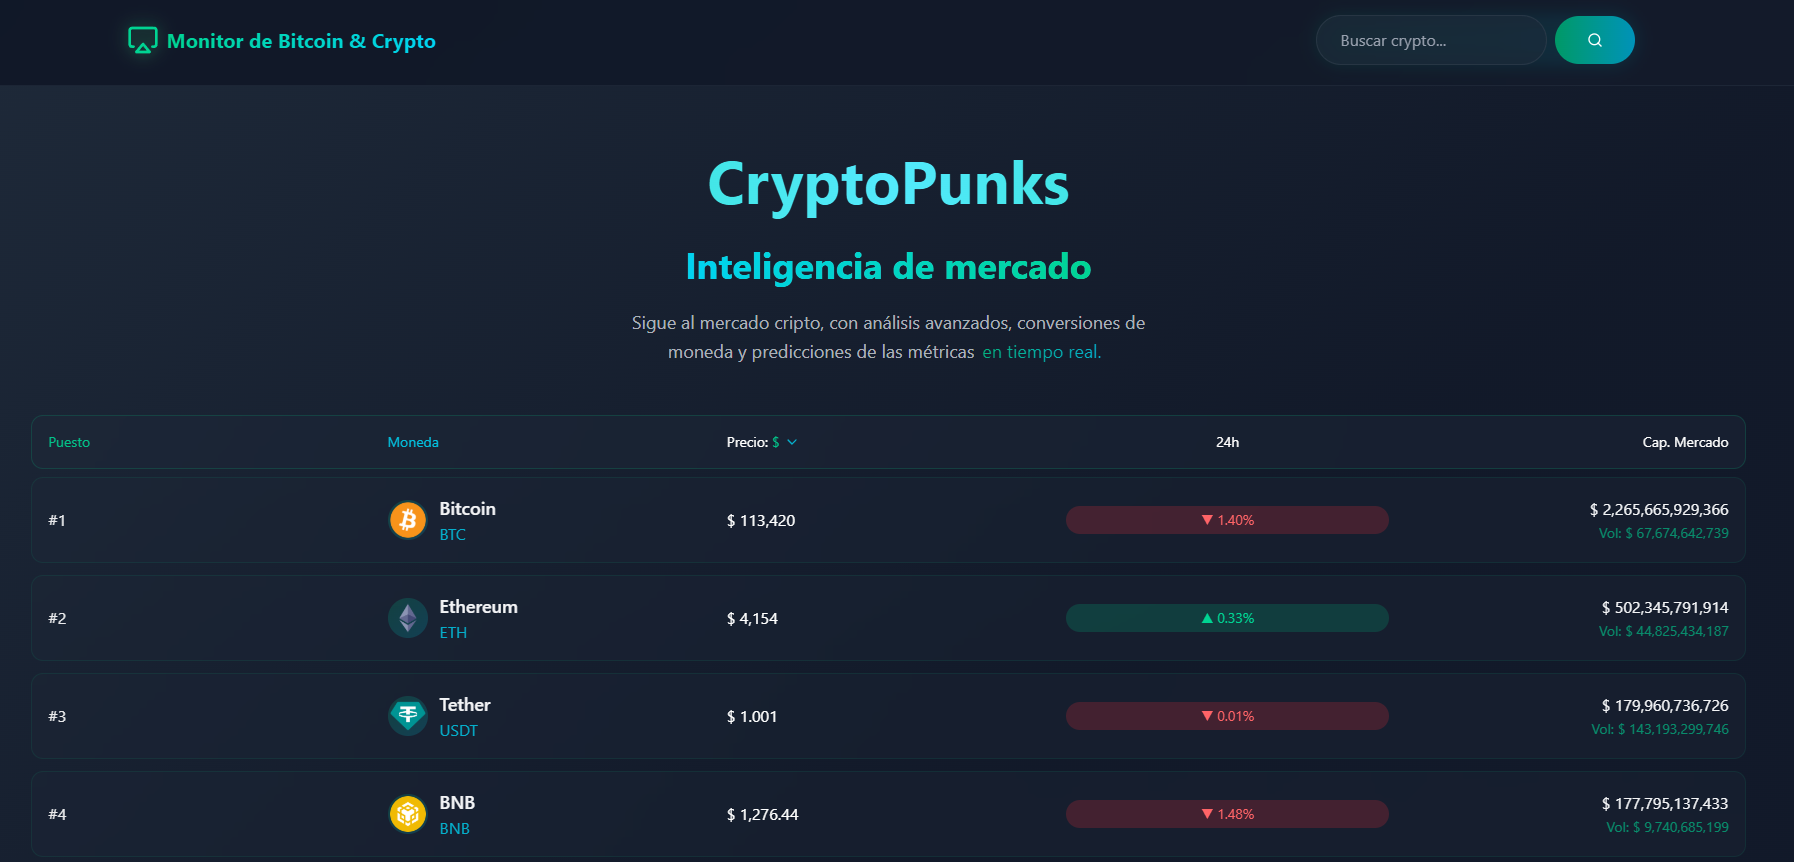 Monitor de Bitcoin & Crypto
Buscar crypto...
CryptoPunks
Inteligencia de mercado
Sigue al mercado cripto, con análisis avanzados, conversiones de
moneda y predicciones de las métricas en tiempo real.
Puesto Moneda Precio: $ 24h Cap. Mercado
#1 Bitcoin BTC $ 113,420 ▼ 1.40% $ 2,265,665,929,366
Vol: $ 67,674,642,739
#2 Ethereum ETH $ 4,154 ▲ 0.33% $ 502,345,791,914
Vol: $ 44,825,434,187
#3 Tether USDT $ 1.001 ▼ 0.01% $ 179,960,736,726
Vol: $ 143,193,299,746
#4 BNB BNB $ 1,276.44 ▼ 1.48% $ 177,795,137,433
Vol: $ 9,740,685,199